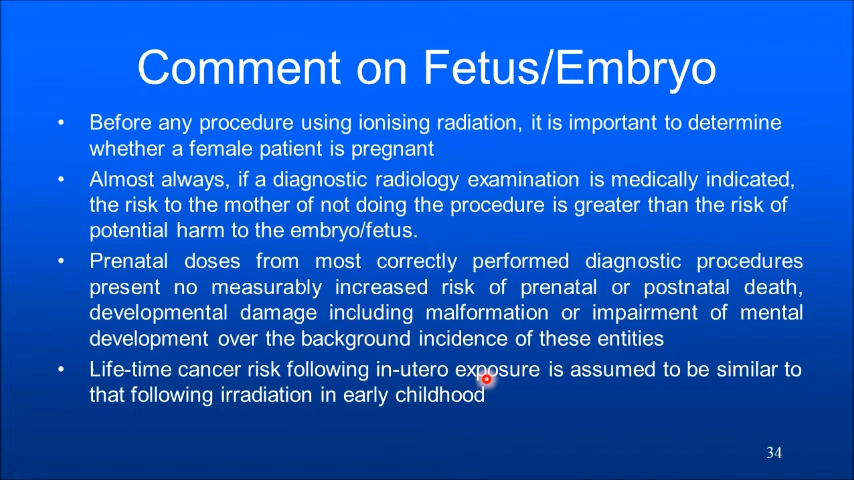 Comment on Fetus/Embryo
• Before any procedure using ionising radiation, it is important to determine
whether a female patient is pregnant
• Almost always, if a diagnostic radiology examination is medically indicated,
the risk to the mother of not doing the procedure is greater than the risk of
potential harm to the embryo/fetus.
• Prenatal doses from most correctly performed diagnostic procedures
present no measurably increased risk of prenatal or postnatal death,
developmental damage including malformation or impairment of mental
development over the background incidence of these entities
• Life-time cancer risk following in-utero exposure is assumed to be similar to
that following irradiation in early childhood
34